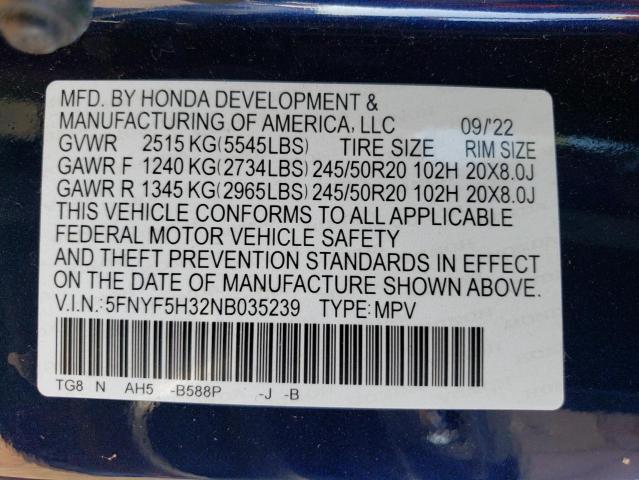 MFD. BY HONDA DEVELOPMENT &
MANUFACTURING OF AMERICA, LLC 09/'22
GVWR 2515 KG(5545LBS) TIRE SIZE RIM SIZE
GAWR F 1240 KG(2734LBS) 245/50R20 102H 20X8.0J
GAWR R 1345 KG(2965LBS) 245/50R20 102H 20X8.0J
THIS VEHICLE CONFORMS TO ALL APPLICABLE
FEDERAL MOTOR VEHICLE SAFETY
AND THEFT PREVENTION STANDARDS IN EFFECT
ON THE DATE OF MANUFACTURE SHOWN ABOVE.
V.I.N.:5FNYF5H32NB035239 TYPE:MPV
TG8 N AH5 -B588P -J -B